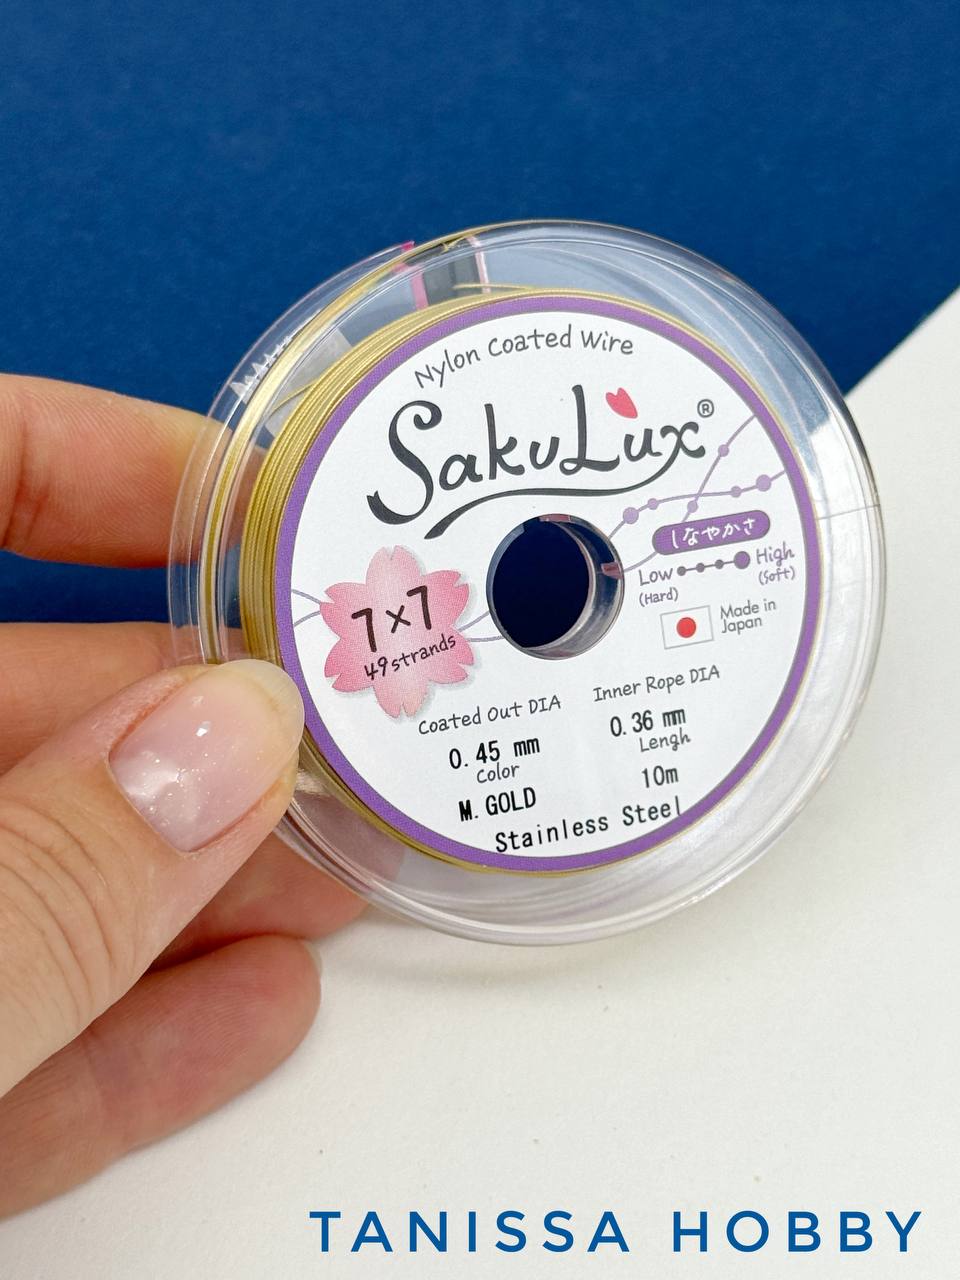 Nylon Coated Wire
SakuLux®
しなやかさ
Low High
(Hard) (Soft)
Made in
Japan
7×7
49 strands
Coated Out DIA
0.45 mm
Color
M. GOLD
Inner Rope DIA
0.36 mm
Lengh
10m
Stainless Steel
TANISSA HOBBY